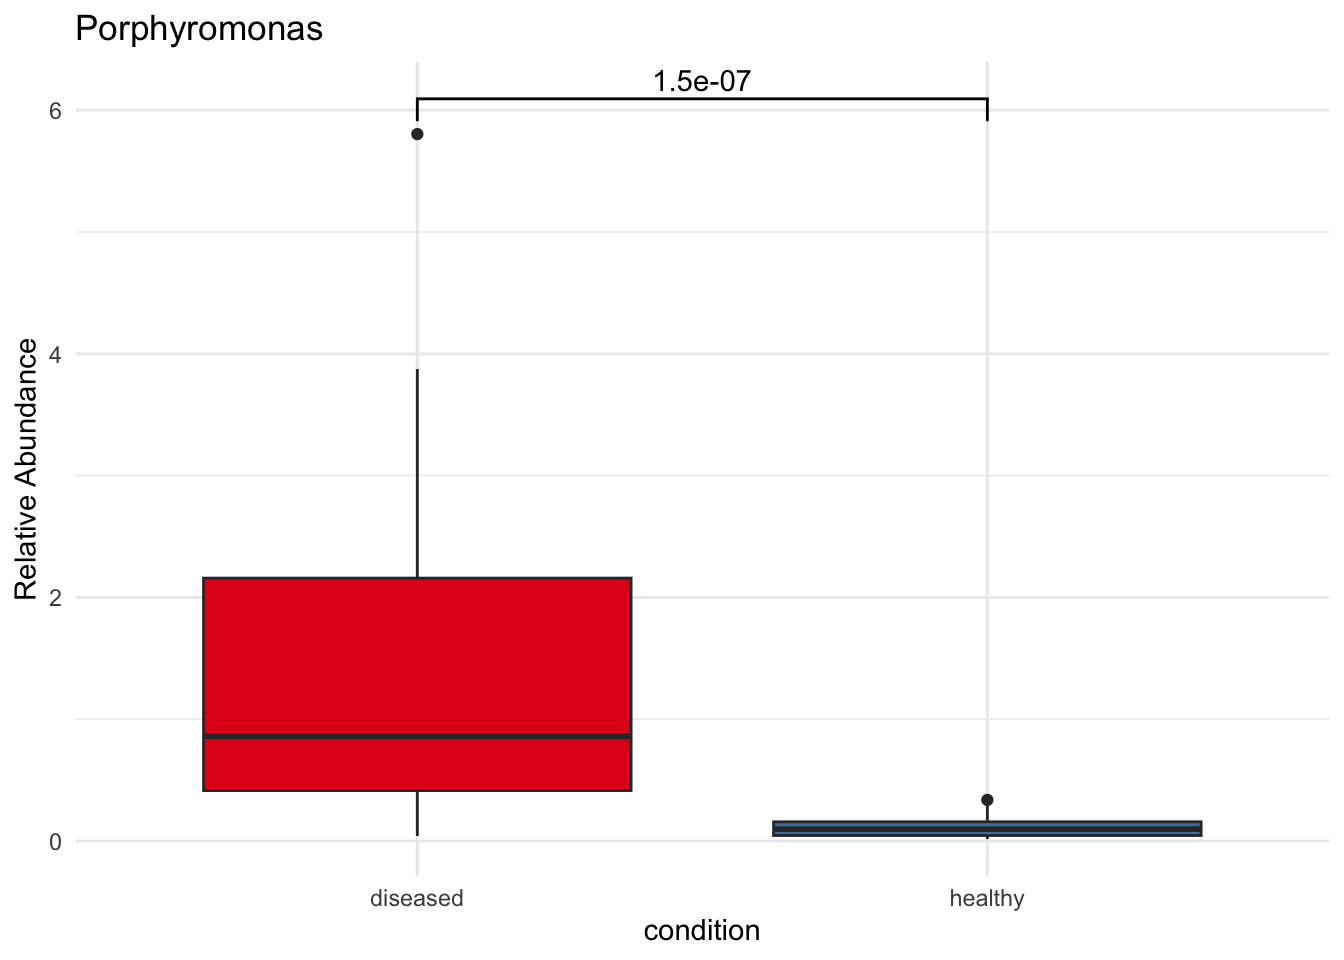 Porphyromonas
1.5e-07
6
4
2
0
Relative Abundance
diseased healthy
condition